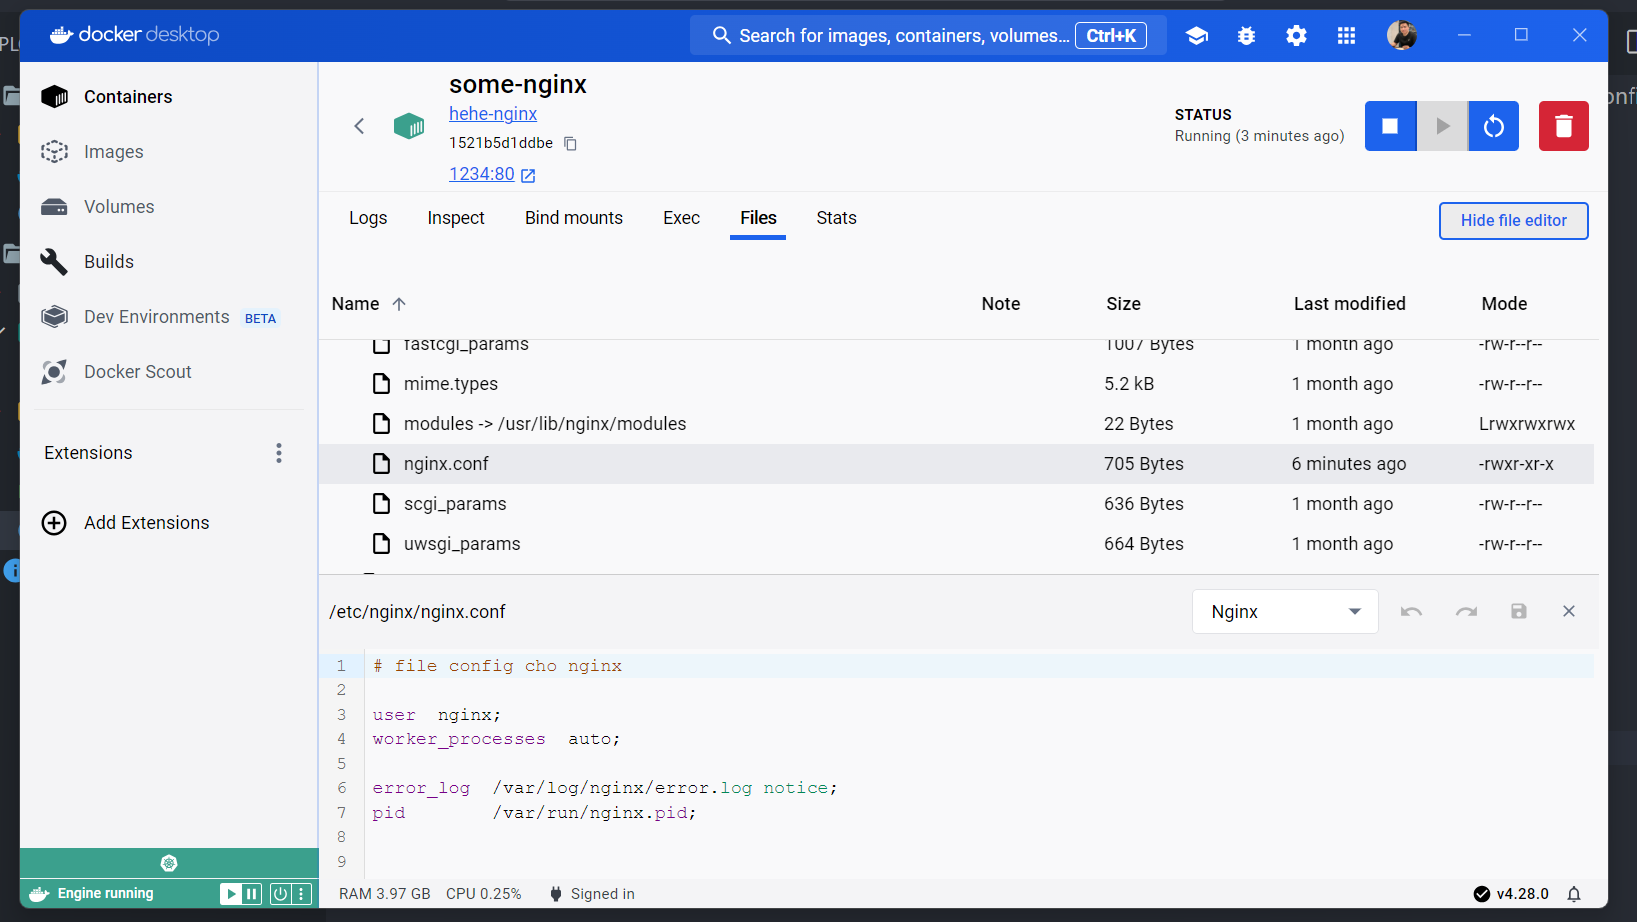 docker desktop
Search for images, containers, volumes... Ctrl+K
Containers
Images
Volumes
Builds
Dev Environments BETA
Docker Scout
Extensions
Add Extensions
some-nginx
hehe-nginx
1521b5d1ddbe
1234:80
STATUS
Running (3 minutes ago)
Logs Inspect Bind mounts Exec Files Stats
Hide file editor
Name Note Size Last modified Mode
fastcgi_params 1007 Bytes 1 month ago -rw-r--r--
mime.types 5.2 kB 1 month ago -rw-r--r--
modules -> /usr/lib/nginx/modules 22 Bytes 1 month ago Lrwxrwxrwx
nginx.conf 705 Bytes 6 minutes ago -rwxr-xr-x
scgi_params 636 Bytes 1 month ago -rw-r--r--
uwsgi_params 664 Bytes 1 month ago -rw-r--r--
/etc/nginx/nginx.conf
Nginx
1 # file config cho nginx
2
3 user  nginx;
4 worker_processes  auto;
5
6 error_log  /var/log/nginx/error.log notice;
7 pid        /var/run/nginx.pid;
8
9
Engine running
RAM 3.97 GB CPU 0.25% Signed in
v4.28.0